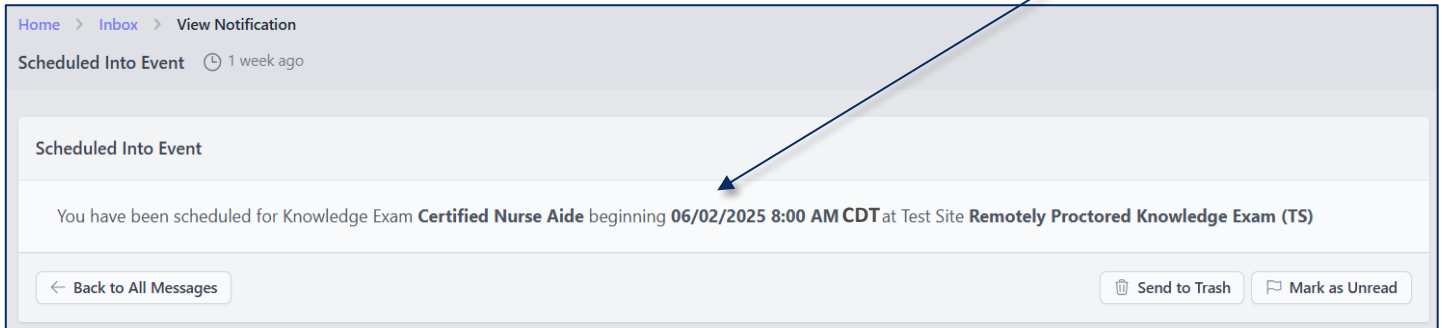 Home > Inbox > View Notification
Scheduled Into Event 1 week ago
Scheduled Into Event
You have been scheduled for Knowledge Exam Certified Nurse Aide beginning 06/02/2025 8:00 AM CDT at Test Site Remotely Proctored Knowledge Exam (TS)
← Back to All Messages Send to Trash Mark as Unread